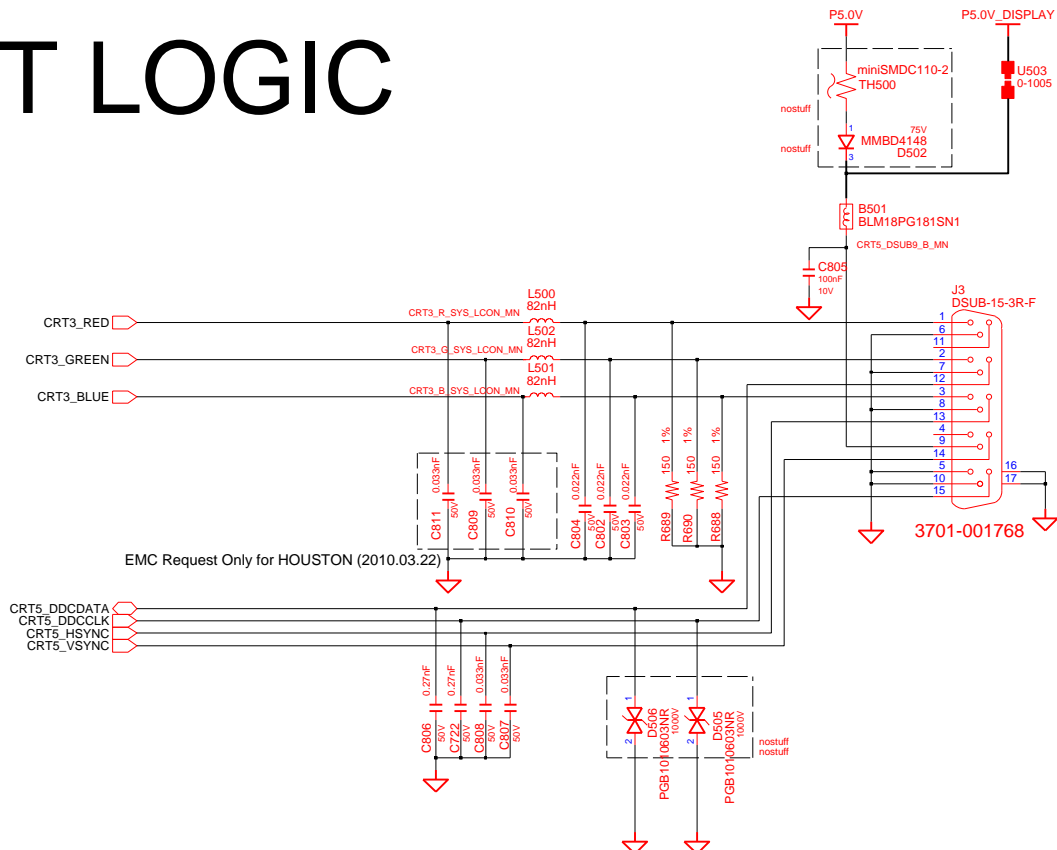 T LOGIC
P5.0V
P5.0V_DISPLAY
miniSMDC110-2
TH500
nostuff
U503
0-1005
1
75V
MMBD4148
D502
nostuff
3
B501
BLM18PG181SN1
CRT5_DSUB9_B_MN
C805
100nF
10V
J3
DSUB-15-3R-F
CRT3_RED
CRT3_R_SYS_LCON_MN
L500
82nH
CRT3_GREEN
CRT3_G_SYS_LCON_MN
L502
82nH
CRT3_BLUE
CRT3_B_SYS_LCON_MN
L501
82nH
1
6
11
2
7
12
3
8
13
4
9
14
5
10
15
16
17
3701-001768
C811
0.033nF
50V
C809
0.033nF
50V
C810
0.033nF
50V
C804
0.022nF
50V
C802
0.022nF
50V
C803
0.022nF
50V
R689
150 1%
R690
150 1%
R688
150 1%
EMC Request Only for HOUSTON (2010.03.22)
CRT5_DDCDATA
CRT5_DDCCLK
CRT5_HSYNC
CRT5_VSYNC
C806
0.27nF
50V
C722
0.27nF
50V
C808
0.033nF
50V
C807
0.033nF
50V
1
2
D506
PGB1010603NR
1000V
1
2
D505
PGB1010603NR
1000V
nostuff
nostuff